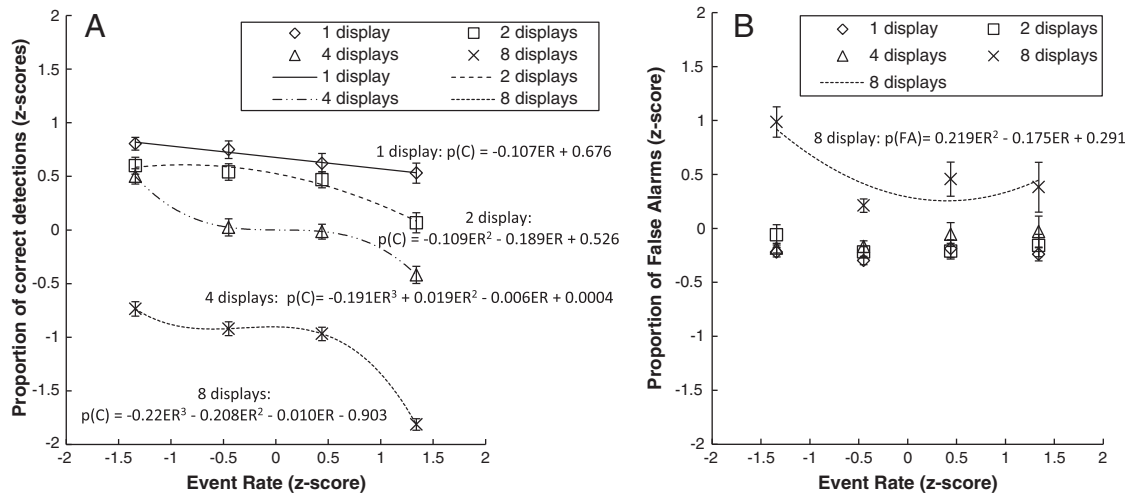 A
1 display
2 displays
4 displays
8 displays
1 display
2 displays
4 displays
8 displays
2
1.5
1
0.5
0
-0.5
-1
-1.5
-2
Proportion of correct detections (z-scores)
1 display: p(C) = -0.107ER + 0.676
2 display:
p(C) = -0.109ER² - 0.189ER + 0.526
4 displays: p(C)= -0.191ER³ + 0.019ER² - 0.006ER + 0.0004
8 displays:
p(C) = -0.22ER³ - 0.208ER² - 0.010ER - 0.903
-2 -1.5 -1 -0.5 0 0.5 1 1.5 2
Event Rate (z-score)
B
1 display
2 displays
4 displays
8 displays
8 displays
2
1.5
1
0.5
0
-0.5
-1
-1.5
-2
Proportion of False Alarms (z-score)
8 display: p(FA)= 0.219ER² - 0.175ER + 0.291
-2 -1.5 -1 -0.5 0 0.5 1 1.5 2
Event Rate (z-score)